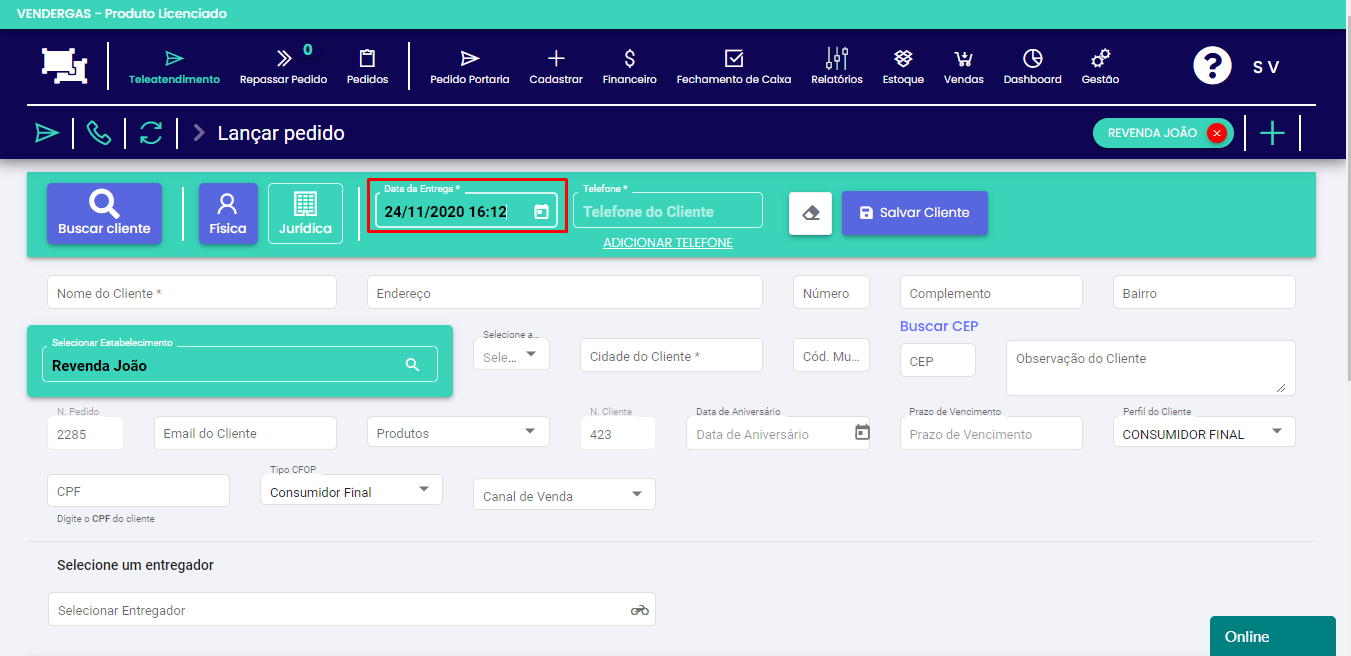 VENDERGAS - Produto Licenciado
0
Teleatendimento
Repassar Pedido
Pedidos
Pedido Portaria
Cadastrar
Financeiro
Fechamento de Caixa
Relatórios
Estoque
Vendas
Dashboard
Gestão
?
S V
Lançar pedido
REVENDA JOÃO
Buscar cliente
Física
Jurídica
Data da Entrega *
24/11/2020 16:12
Telefone *
Telefone do Cliente
ADICIONAR TELEFONE
Salvar Cliente
Nome do Cliente *
Endereço
Número
Complemento
Bairro
Selecionar Estabelecimento
Revenda João
Selecione a...
Sele...
Cidade do Cliente *
Cód. Mu...
Buscar CEP
CEP
Observação do Cliente
N. Pedido
2285
Email do Cliente
Produtos
N. Cliente
423
Data de Aniversário
Data de Aniversário
Prazo de Vencimento
Prazo de Vencimento
Perfil do Cliente
CONSUMIDOR FINAL
CPF
Digite o CPF do cliente
Tipo CFOP
Consumidor Final
Canal de Venda
Selecione um entregador
Selecionar Entregador
Online